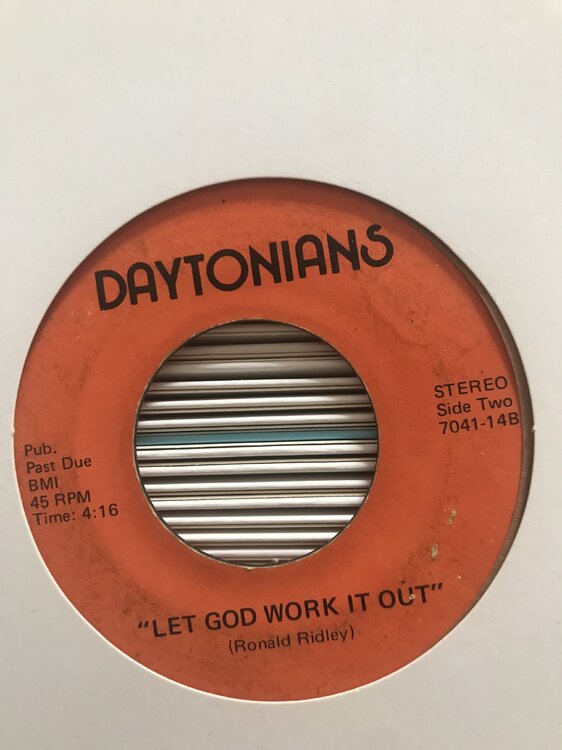 DAYTONIANS
STEREO
Side Two
7041-14B
Pub.
Past Due
BMI
45 RPM
Time: 4:16
"LET GOD WORK IT OUT"
(Ronald Ridley)